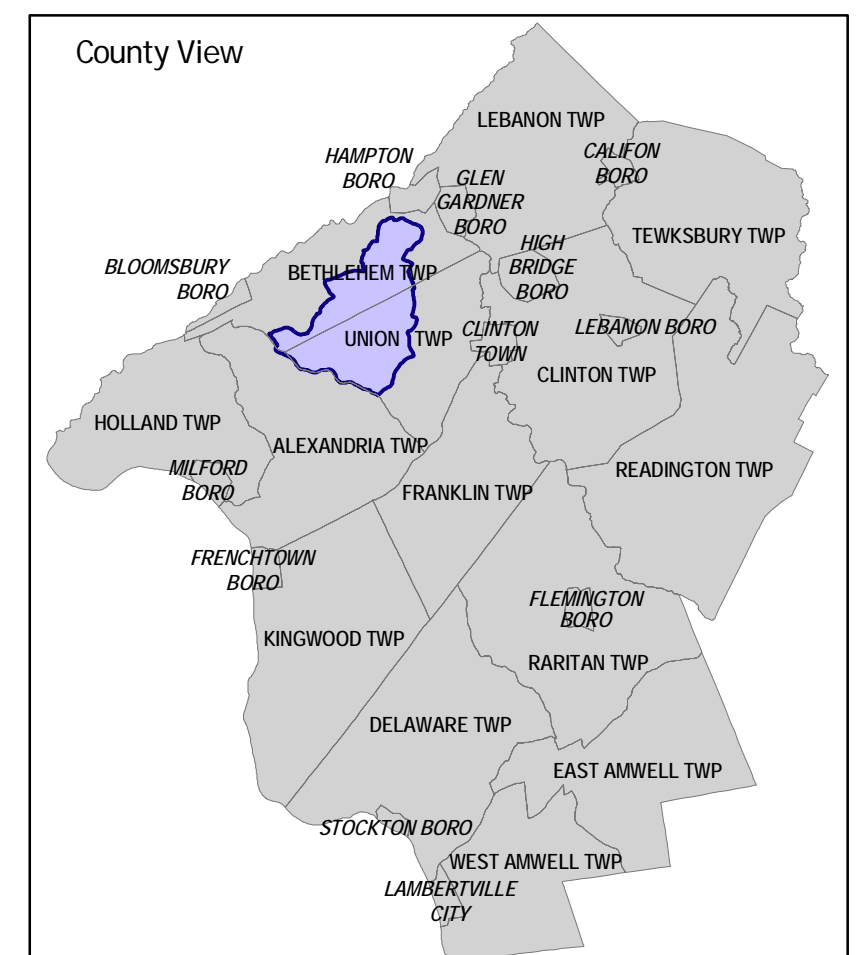 County View
LEBANON TWP
HAMPTON
BORO
CALIFON
BORO
GLEN
GARDNER
BORO
TEWKSBURY TWP
HIGH
BRIDGE
BORO
BLOOMSBURY
BORO
BETHLEHEM TWP
UNION TWP
CLINTON
TOWN
LEBANON BORO
CLINTON TWP
HOLLAND TWP
ALEXANDRIA TWP
MILFORD
BORO
READINGTON TWP
FRANKLIN TWP
FRENCHTOWN
BORO
FLEMINGTON
BORO
KINGWOOD TWP
RARITAN TWP
DELAWARE TWP
EAST AMWELL TWP
STOCKTON BORO
WEST AMWELL TWP
LAMBERTVILLE
CITY